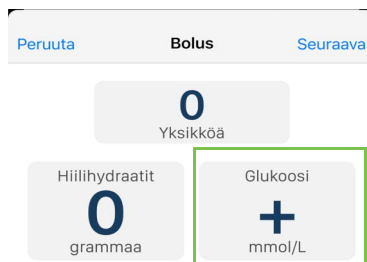 Peruuta Bolus Seuraava
0
Yksikköä
Hiilihydraatit Glukoosi
0 +
grammaa mmol/L